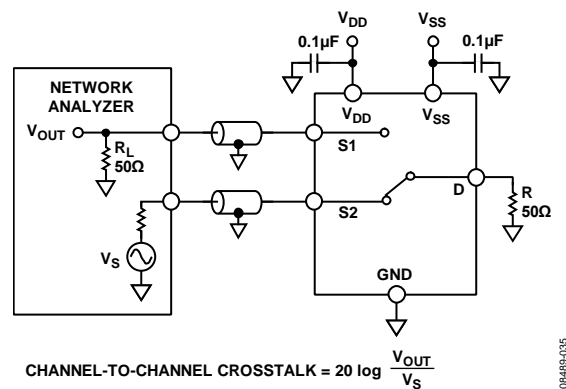 VDD
VSS
0.1µF
0.1µF
NETWORK
ANALYZER
VOUT
RL
50Ω
VS
VDD
VSS
S1
S2
D
R
50Ω
GND
CHANNEL-TO-CHANNEL CROSSTALK = 20 log VOUT/VS
08489-035